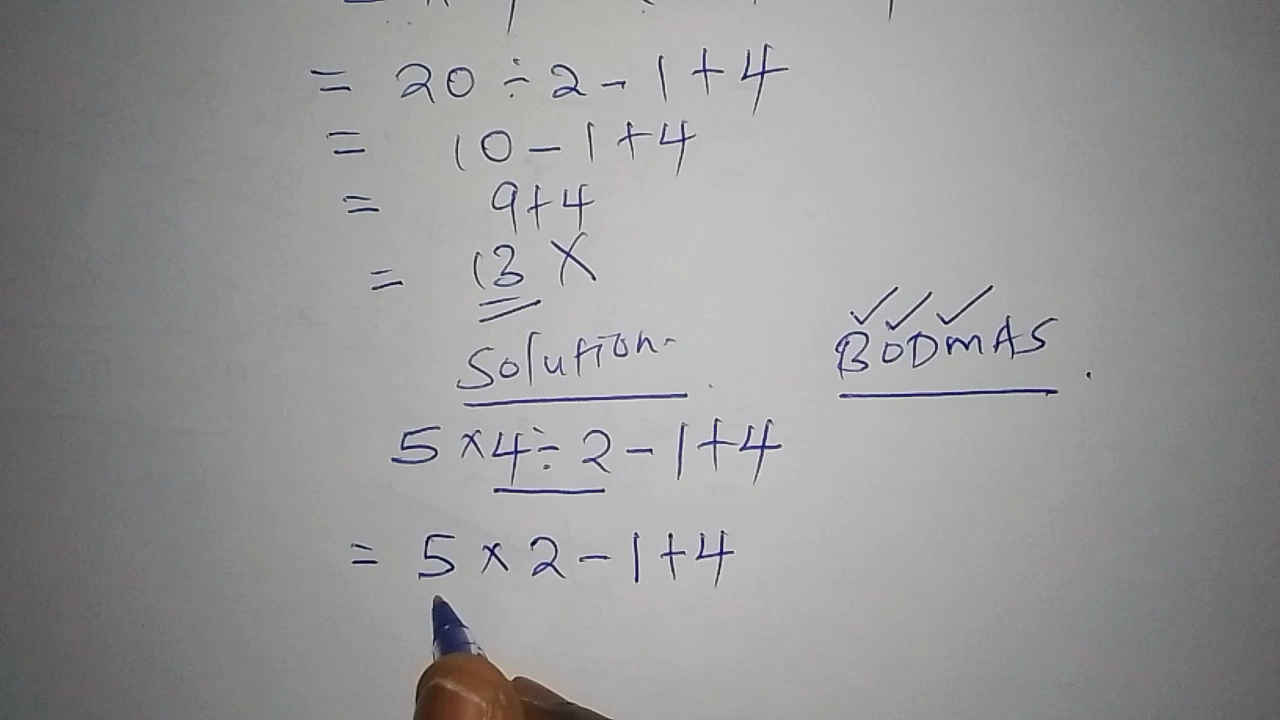 = 20 ÷ 2 - 1 + 4
= 10 - 1 + 4
= 9 + 4
= 13 X
Solution.
BODMAS.
5 × 4 ÷ 2 - 1 + 4
= 5 × 2 - 1 + 4